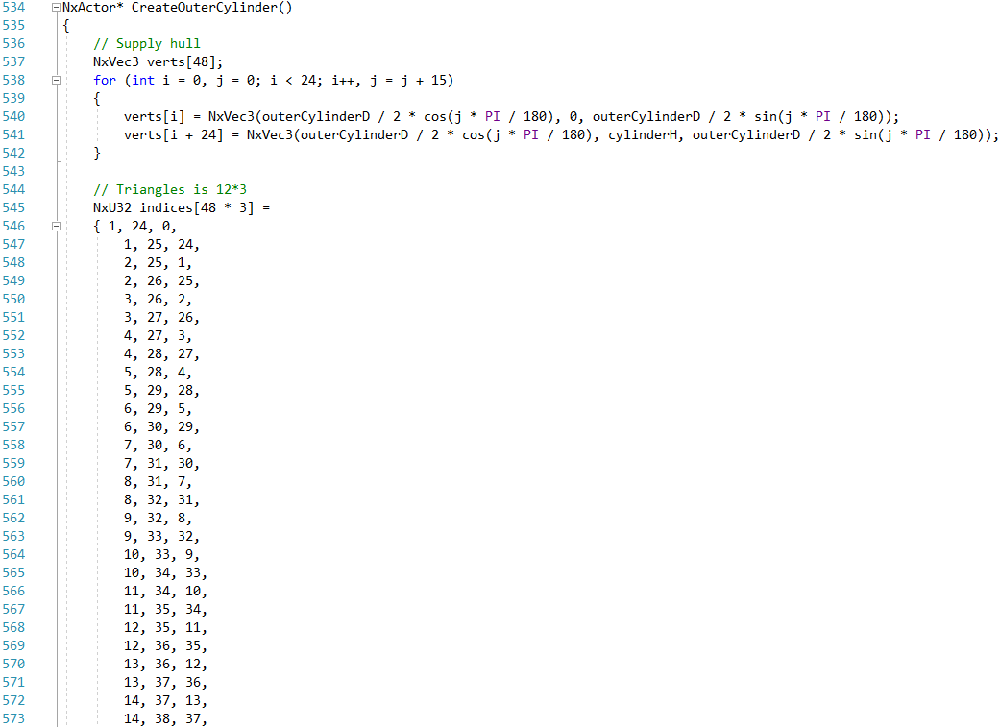 534 NxActor* CreateOuterCylinder()
535 {
536 // Supply hull
537 NxVec3 verts[48];
538 for (int i = 0, j = 0; i < 24; i++, j = j + 15)
539 {
540 verts[i] = NxVec3(outerCylinderD / 2 * cos(j * PI / 180), 0, outerCylinderD / 2 * sin(j * PI / 180));
541 verts[i + 24] = NxVec3(outerCylinderD / 2 * cos(j * PI / 180), cylinderH, outerCylinderD / 2 * sin(j * PI / 180));
542 }
543
544 // Triangles is 12*3
545 NxU32 indices[48 * 3] =
546 { 1, 24, 0,
547 1, 25, 24,
548 2, 25, 1,
549 2, 26, 25,
550 3, 26, 2,
551 3, 27, 26,
552 4, 27, 3,
553 4, 28, 27,
554 5, 28, 4,
555 5, 29, 28,
556 6, 29, 5,
557 6, 30, 29,
558 7, 30, 6,
559 7, 31, 30,
560 8, 31, 7,
561 8, 32, 31,
562 9, 32, 8,
563 9, 33, 32,
564 10, 33, 9,
565 10, 34, 33,
566 11, 34, 10,
567 11, 35, 34,
568 12, 35, 11,
569 12, 36, 35,
570 13, 36, 12,
571 13, 37, 36,
572 14, 37, 13,
573 14, 38, 37,